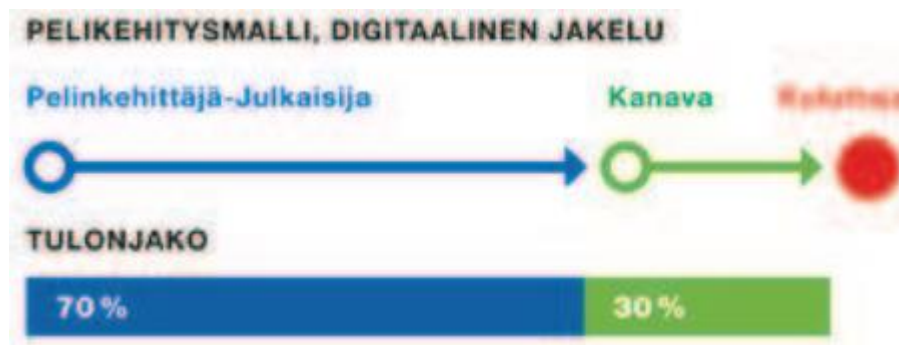 PELIKEHITYSMALLI, DIGITAALINEN JAKELU
Pelinkehittäjä-Julkaisija Kanava
TULONJAKO
70 % 30 %